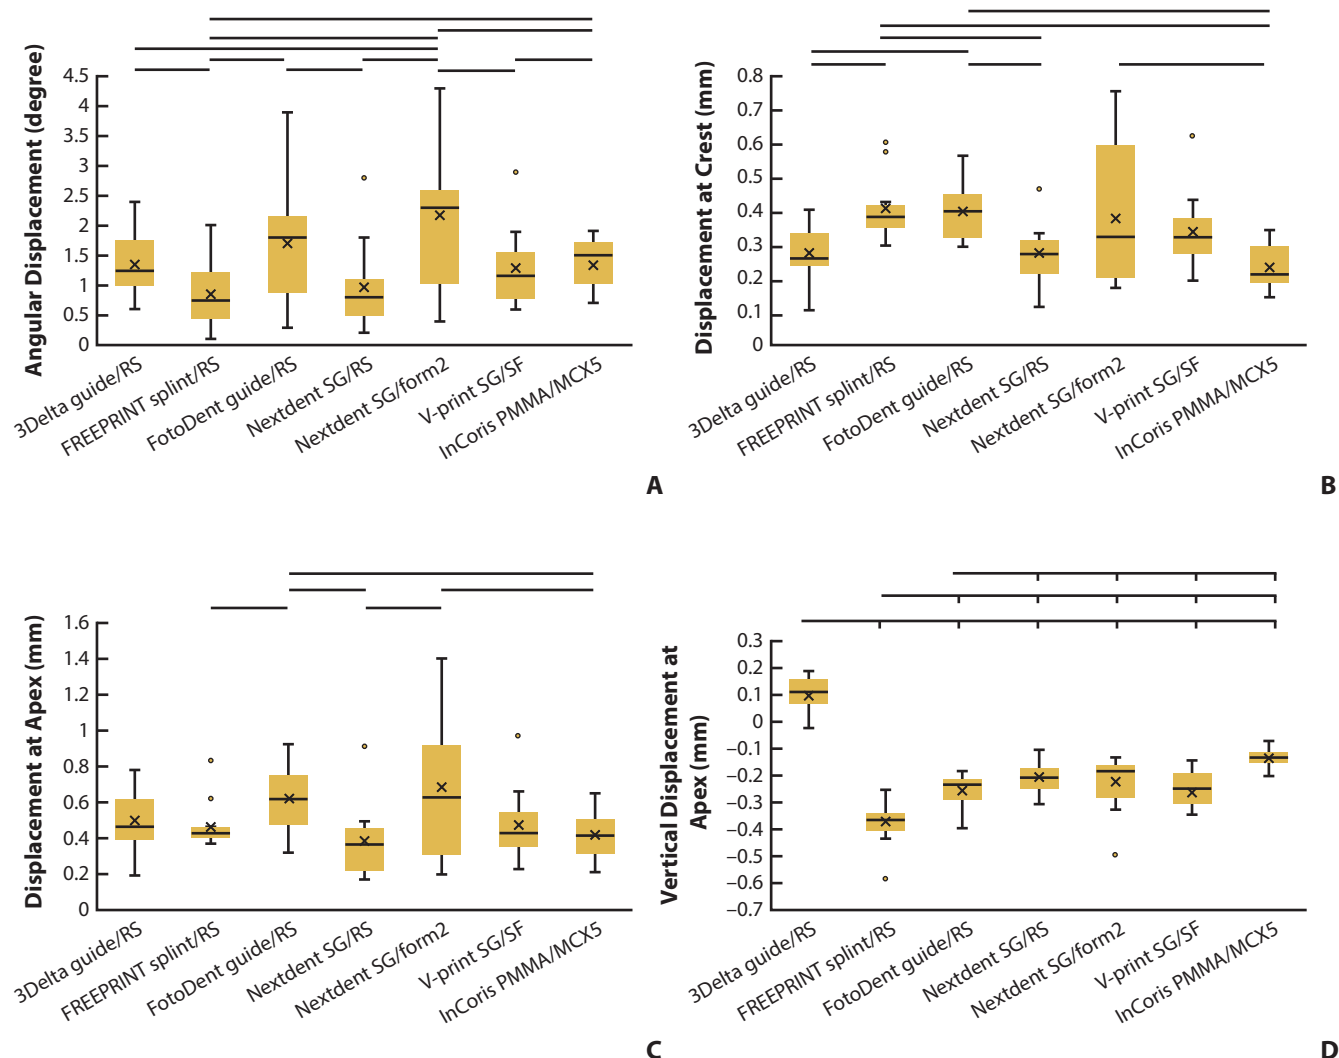 Angular Displacement (degree)
4.5
4
3.5
3
2.5
2
1.5
1
0.5
0
3Delta guide/RS
FREEPRINT splint/RS
FotoDent guide/RS
Nextdent SG/RS
Nextdent SG/form2
V-print SG/SF
InCoris PMMA/MCX5
A
Displacement at Crest (mm)
0.8
0.7
0.6
0.5
0.4
0.3
0.2
0.1
0
3Delta guide/RS
FREEPRINT splint/RS
FotoDent guide/RS
Nextdent SG/RS
Nextdent SG/form2
V-print SG/SF
InCoris PMMA/MCX5
B
Displacement at Apex (mm)
1.6
1.4
1.2
1
0.8
0.6
0.4
0.2
0
3Delta guide/RS
FREEPRINT splint/RS
FotoDent guide/RS
Nextdent SG/RS
Nextdent SG/form2
V-print SG/SF
InCoris PMMA/MCX5
C
Vertical Displacement at
Apex (mm)
0.3
0.2
0.1
0
–0.1
–0.2
–0.3
–0.4
–0.5
–0.6
–0.7
3Delta guide/RS
FREEPRINT splint/RS
FotoDent guide/RS
Nextdent SG/RS
Nextdent SG/form2
V-print SG/SF
InCoris PMMA/MCX5
D